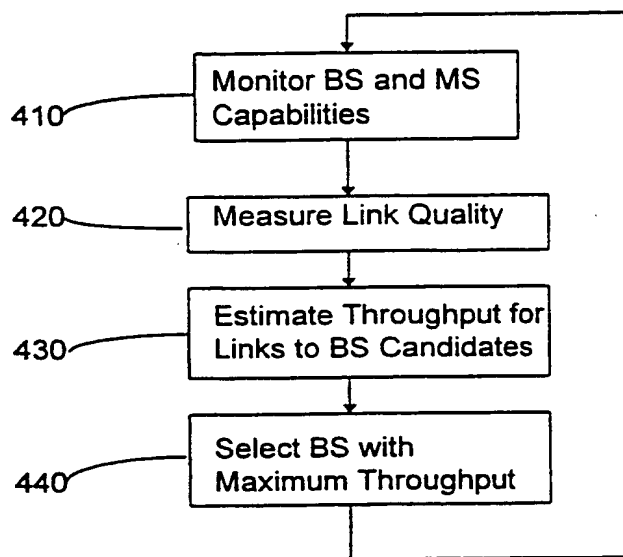 410
Monitor BS and MS
Capabilities
420
Measure Link Quality
430
Estimate Throughput for
Links to BS Candidates
440
Select BS with
Maximum Throughput